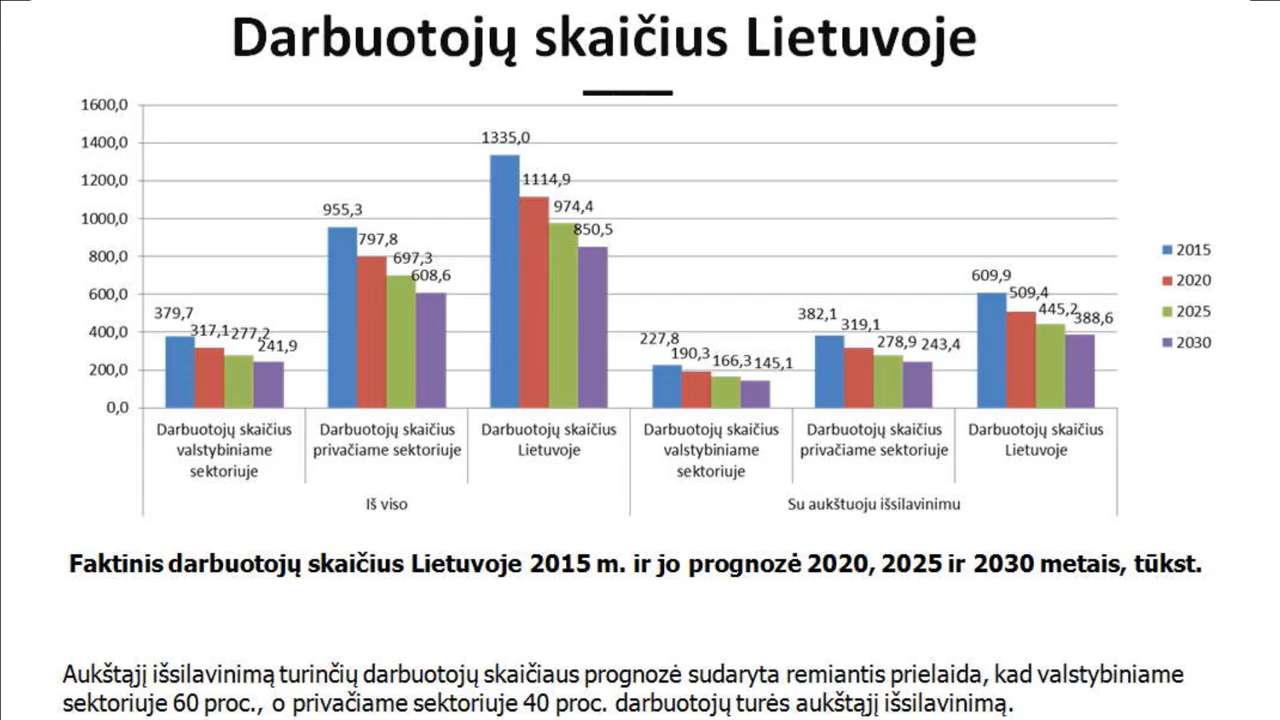 Darbuotojų skaičius Lietuvoje
1600,0
1400,0
1200,0
1000,0
800,0
600,0
400,0
200,0
0,0
379,7
317,1
277,2
241,9
955,3
797,8
697,3
608,6
1335,0
1114,9
974,4
850,5
227,8
190,3
166,3
145,1
382,1
319,1
278,9
243,4
609,9
509,4
445,2
388,6
2015
2020
2025
2030
Darbuotojų skaičius
valstybiniame
sektoriuje
Darbuotojų skaičius
privačiame sektoriuje
Darbuotojų skaičius
Lietuvoje
Darbuotojų skaičius
valstybiniame
sektoriuje
Darbuotojų skaičius
privačiame sektoriuje
Darbuotojų skaičius
Lietuvoje
Iš viso
Su aukštuoju išsilavinimu
Faktinis darbuotojų skaičius Lietuvoje 2015 m. ir jo prognozė 2020, 2025 ir 2030 metais, tūkst.
Aukštąjį išsilavinimą turinčių darbuotojų skaičiaus prognozė sudaryta remiantis prielaida, kad valstybiniame
sektoriuje 60 proc., o privačiame sektoriuje 40 proc. darbuotojų turės aukštąjį išsilavinimą.